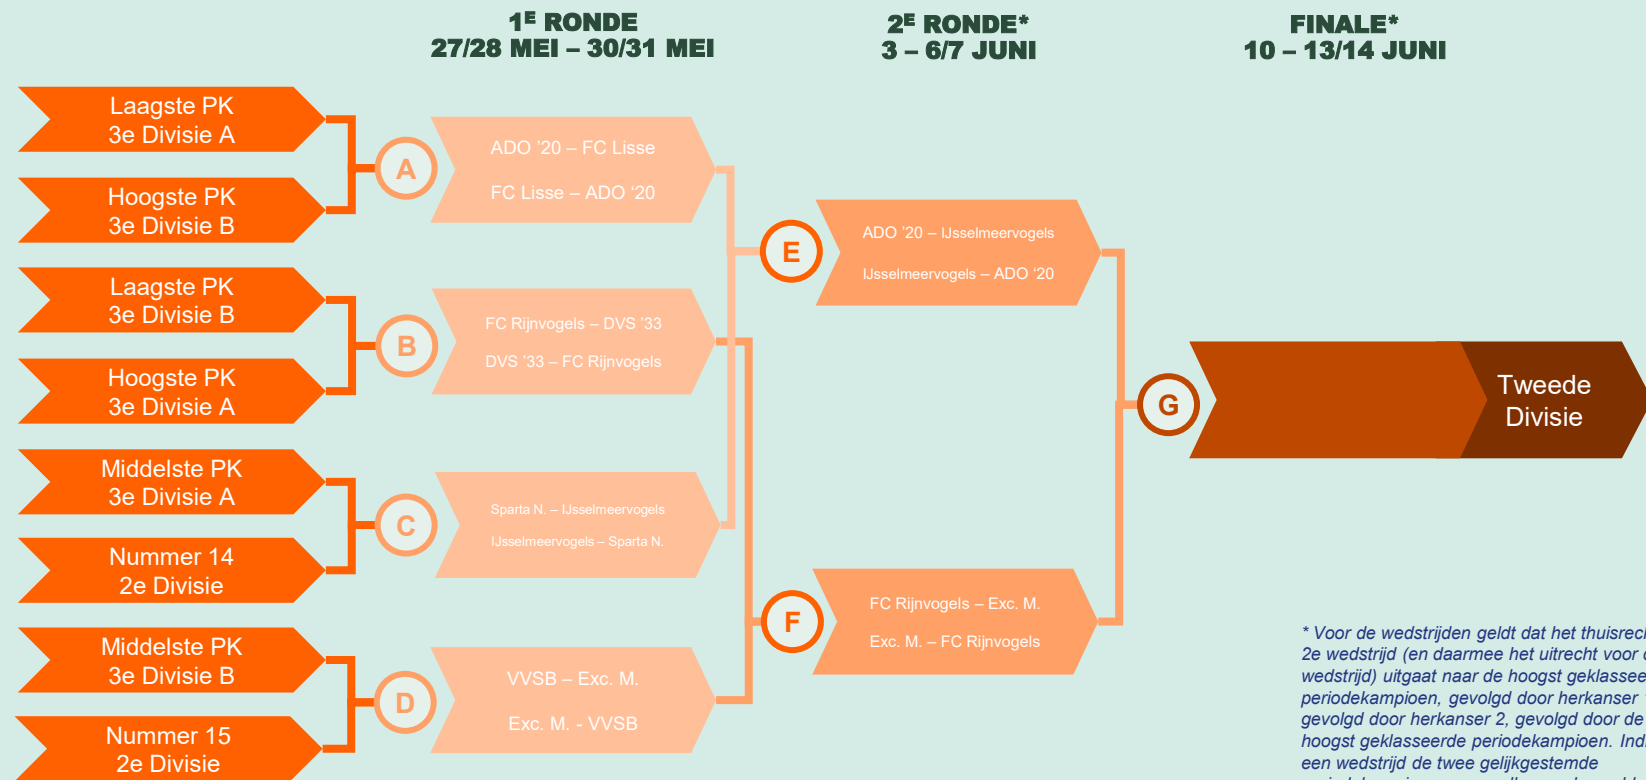 1E RONDE
27/28 MEI – 30/31 MEI
2E RONDE*
3 – 6/7 JUNI
FINALE*
10 – 13/14 JUNI
Laagste PK
3e Divisie A
Hoogste PK
3e Divisie B
A
ADO '20 – FC Lisse
FC Lisse – ADO ‘20
Laagste PK
3e Divisie B
Hoogste PK
3e Divisie A
B
FC Rijnvogels – DVS ’33
DVS ’33 – FC Rijnvogels
Middelste PK
3e Divisie A
Nummer 14
2e Divisie
C
Sparta N. – IJsselmeervogels
IJsselmeervogels – Sparta N.
Middelste PK
3e Divisie B
Nummer 15
2e Divisie
D
VVSB – Exc. M.
Exc. M. - VVSB
E
ADO ’20 – IJsselmeervogels
IJsselmeervogels – ADO ‘20
F
FC Rijnvogels – Exc. M.
Exc. M. – FC Rijnvogels
G
Tweede
Divisie
* Voor de wedstrijden geldt dat het thuisrech
2e wedstrijd (en daarmee het uitrecht voor
wedstrijd) uitgaat naar de hoogst geklassee
periodekampioen, gevolgd door herkanser
gevolgd door herkanser 2, gevolgd door de
hoogst geklasseerde periodekampioen. Ind
een wedstrijd de twee gelijkgestemde